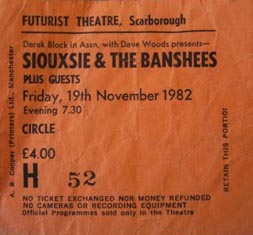 FUTURIST THEATRE, Scarborough
Derek Block in Assn. with Dave Woods presents—
SIOUXSIE & THE BANSHEES
PLUS GUESTS
Friday, 19th November 1982
Evening 7.30
CIRCLE
£4.00
H 52
NO TICKET EXCHANGED NOR MONEY REFUNDED
NO CAMERAS OR RECORDING EQUIPMENT
Official Programmes sold only in the Theatre
A. B. Cooper (Printers) Ltd., Manchester
RETAIN THIS PORTIO